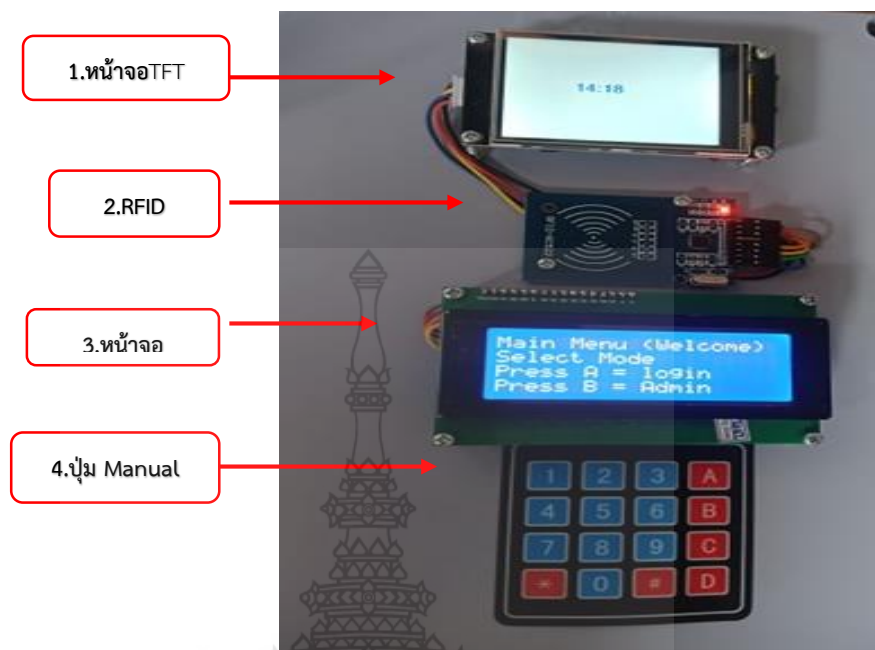 1.หน้าจอTFT
14:18
2.RFID
3.หน้าจอ
Main Menu (Welcome)
Select Mode
Press A = login
Press B = Admin
4.ปุ่ม Manual
1 2 3 A
4 5 6 B
7 8 9 C
* 0 # D